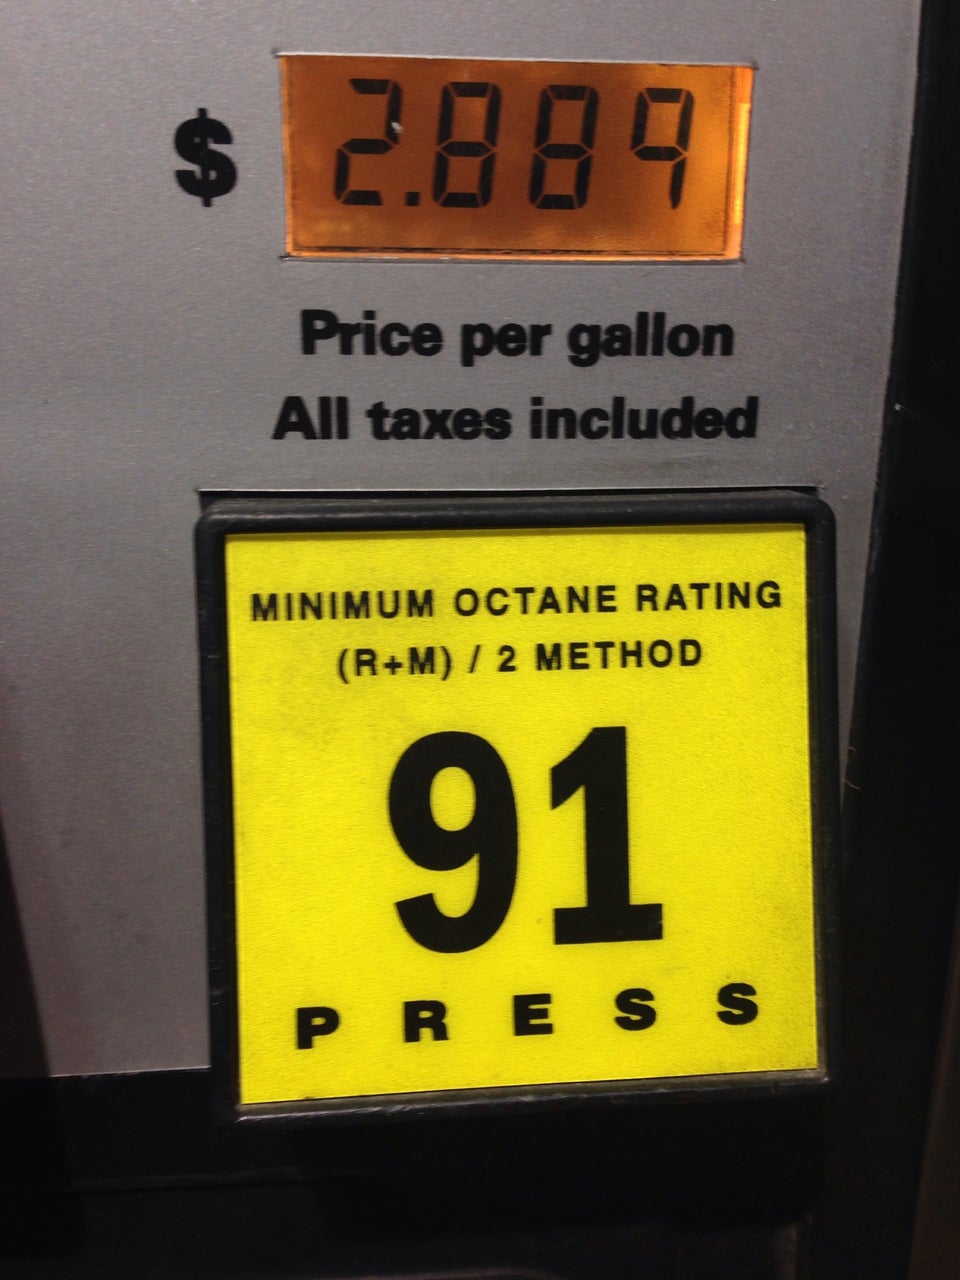 $ 2.889
Price per gallon
All taxes included
MINIMUM OCTANE RATING
(R+M) / 2 METHOD
91
PRESS